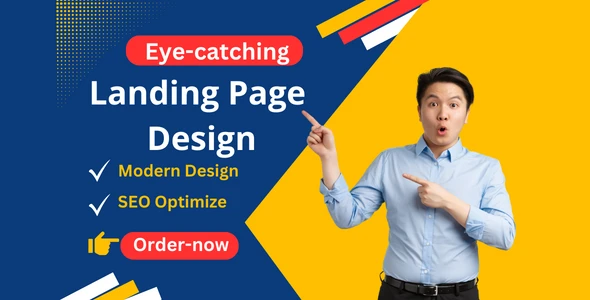 Eye-catching
Landing Page
Design
Modern Design
SEO Optimize
Order-now